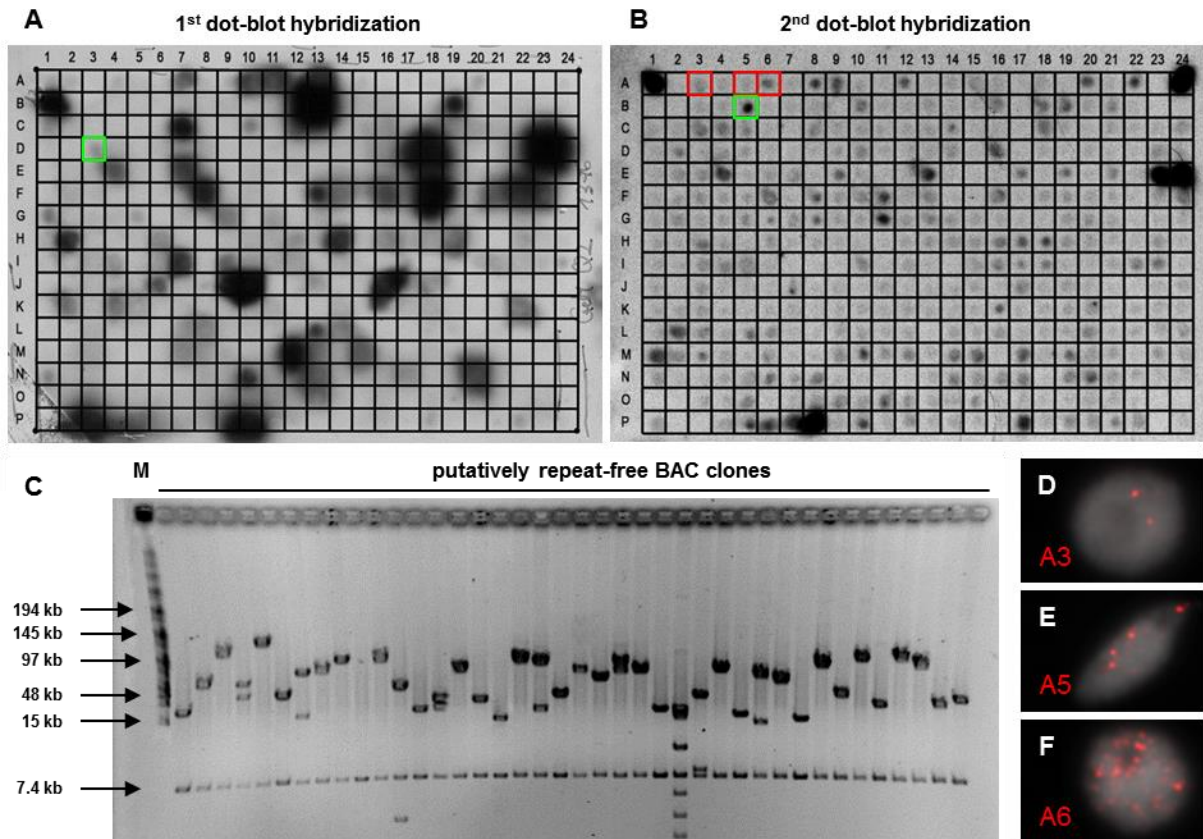 A 1st dot-blot hybridization
1 2 3 4 5 6 7 8 9 10 11 12 13 14 15 16 17 18 19 20 21 22 23 24
A
B
C
D
E
F
G
H
I
J
K
L
M
N
O
P
B 2nd dot-blot hybridization
1 2 3 4 5 6 7 8 9 10 11 12 13 14 15 16 17 18 19 20 21 22 23 24
A
B
C
D
E
F
G
H
I
J
K
L
M
N
O
P
C M putatively repeat-free BAC clones
194 kb
145 kb
97 kb
48 kb
15 kb
7.4 kb
D
A3
E
A5
F
A6